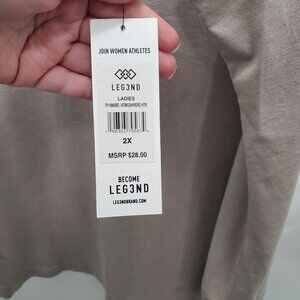 JOIN WOMEN ATHLETES
LEG3ND
LADIES
2X
MSRP $28.00
BECOME
LEG3ND
LEG3NDBRAND.COM